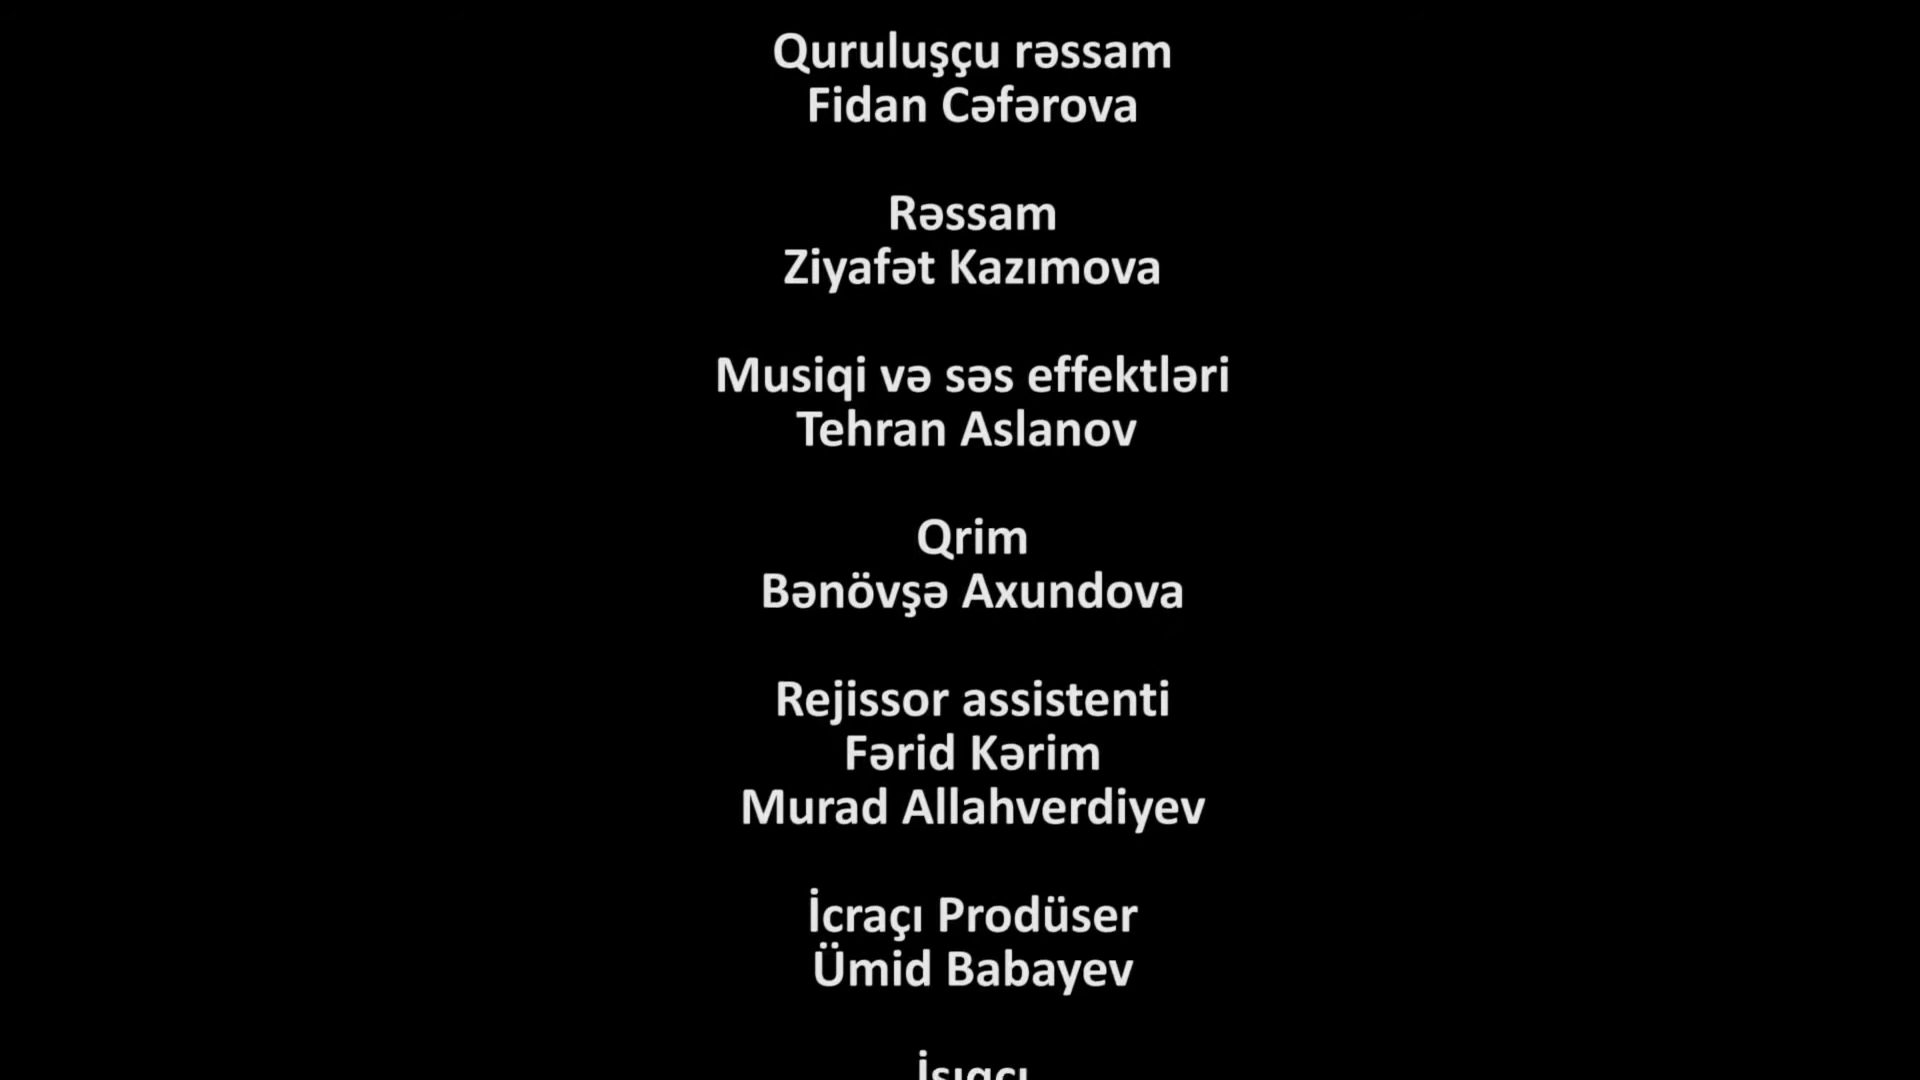 Quruluşçu rəssam
Fidan Cəfərova
Rəssam
Ziyafət Kazımova
Musiqi və səs effektləri
Tehran Aslanov
Qrim
Bənövşə Axundova
Rejissor assistenti
Fərid Kərim
Murad Allahverdiyev
İcraçı Prodüser
Ümid Babayev